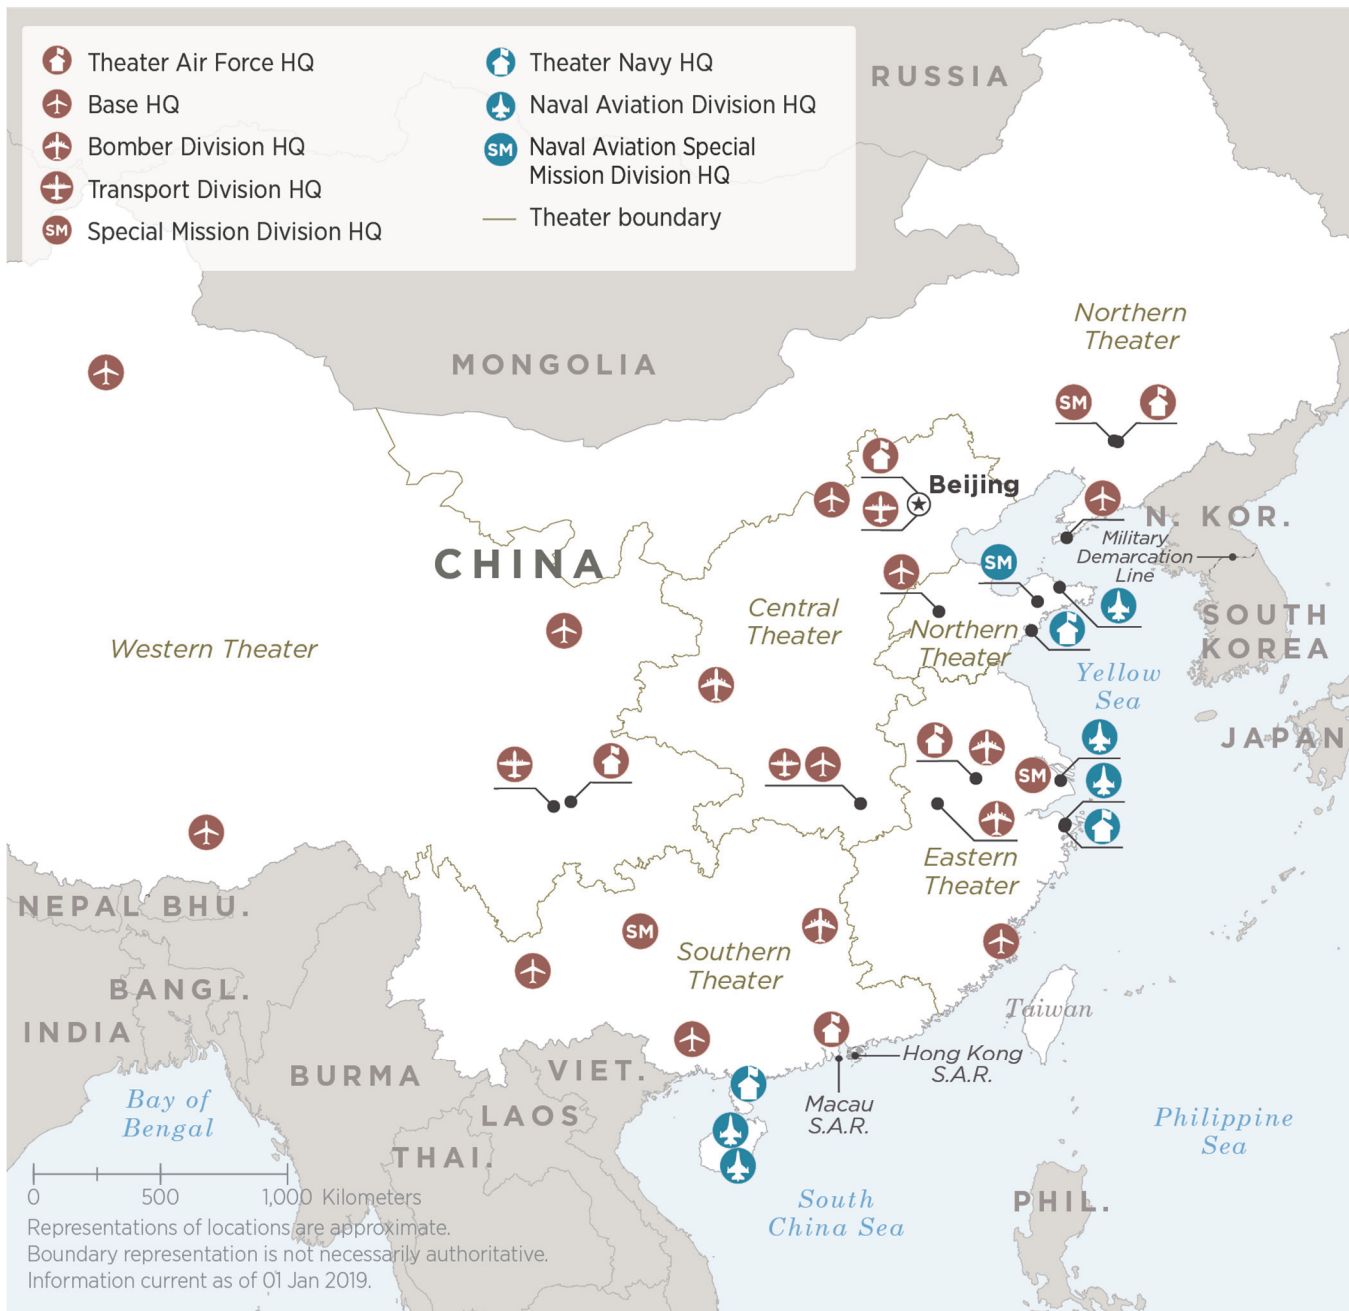 Theater Air Force HQ
Base HQ
Bomber Division HQ
Transport Division HQ
SM Special Mission Division HQ
Theater Navy HQ
Naval Aviation Division HQ
SM Naval Aviation Special
Mission Division HQ
Theater boundary
RUSSIA
MONGOLIA
Northern
Theater
SM
Beijing
N. KOR.
Military
Demarcation
Line
CHINA
SM
Central
Theater
Northern
Theater
SOUTH
KOREA
Western Theater
Yellow
Sea
JAPAN
SM
Eastern
Theater
NEPAL
BHU.
SM
Southern
Theater
BANGL.
INDIA
Taiwan
BURMA
VIET.
LAOS
THAI.
Hong Kong
S.A.R.
Macau
S.A.R.
Bay of
Bengal
Philippine
Sea
South
China Sea
PHIL.
0 500 1,000 Kilometers
Representations of locations are approximate.
Boundary representation is not necessarily authoritative.
Information current as of 01 Jan 2019.